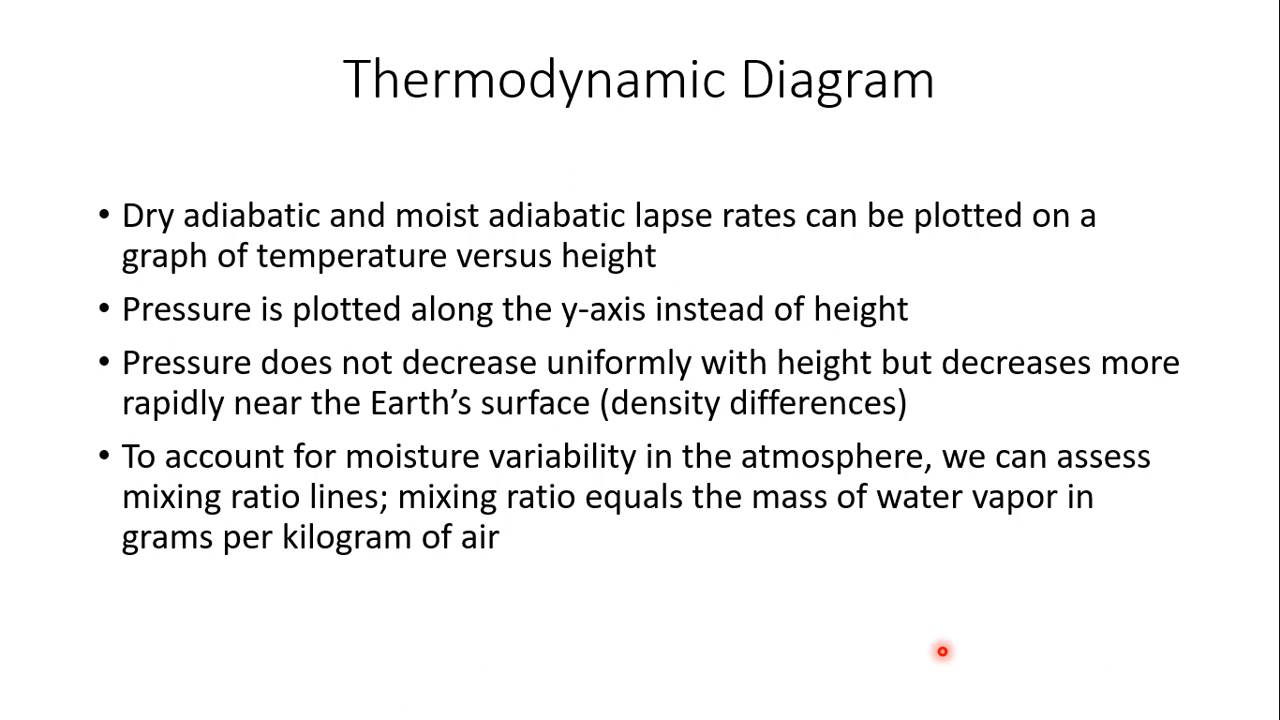 Thermodynamic Diagram
• Dry adiabatic and moist adiabatic lapse rates can be plotted on a
graph of temperature versus height
• Pressure is plotted along the y-axis instead of height
• Pressure does not decrease uniformly with height but decreases more
rapidly near the Earth’s surface (density differences)
• To account for moisture variability in the atmosphere, we can assess
mixing ratio lines; mixing ratio equals the mass of water vapor in
grams per kilogram of air